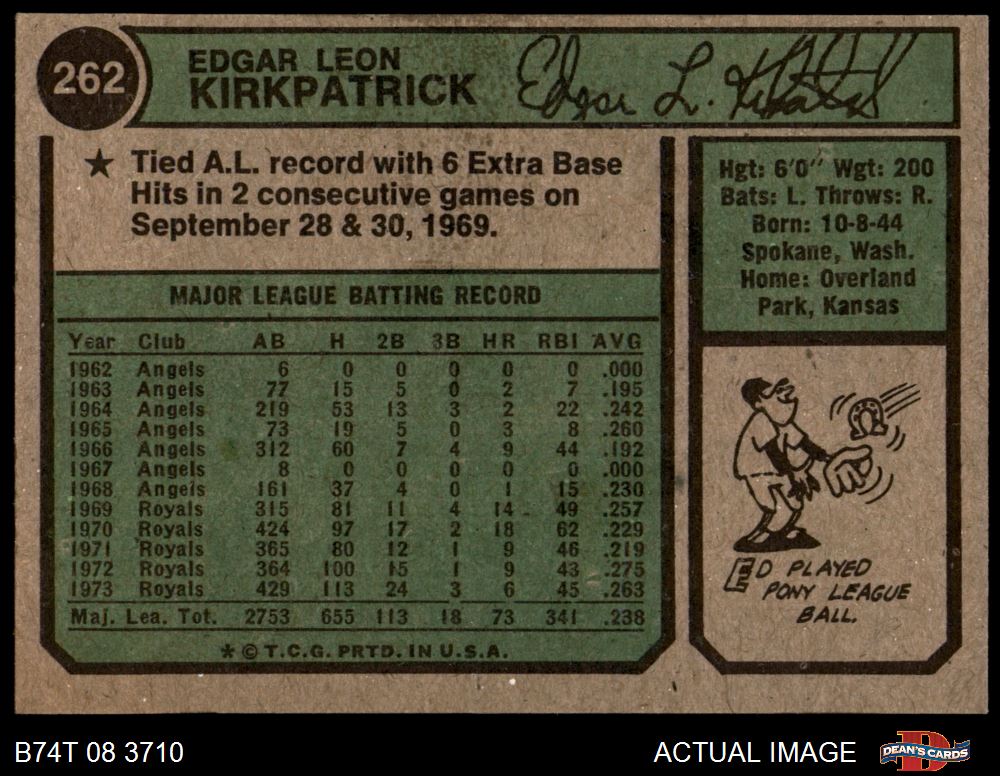 262
EDGAR LEON
KIRKPATRICK
Edgar L. Kirkpatrick
★ Tied A.L. record with 6 Extra Base
Hits in 2 consecutive games on
September 28 & 30, 1969.
MAJOR LEAGUE BATTING RECORD
Year Club AB H 2B 3B HR RBI AVG
1962 Angels 6 0 0 0 0 0 .000
1963 Angels 77 15 5 0 2 7 .195
1964 Angels 219 53 13 3 2 22 .242
1965 Angels 73 19 5 0 3 8 .260
1966 Angels 312 60 7 4 9 44 .192
1967 Angels 8 0 0 0 0 0 .000
1968 Angels 161 37 4 0 1 15 .230
1969 Royals 315 81 11 4 14 49 .257
1970 Royals 424 97 17 2 18 62 .229
1971 Royals 365 80 12 1 9 46 .219
1972 Royals 364 100 15 1 9 43 .275
1973 Royals 429 113 24 3 6 45 .263
Maj. Lea. Tot. 2753 655 113 18 73 341 .238
* © T.C.G. PRTD. IN U.S.A.
Hgt: 6'0" Wgt: 200
Bats: L. Throws: R.
Born: 10-8-44
Spokane, Wash.
Home: Overland
Park, Kansas
ED PLAYED
PONY LEAGUE
BALL.
B74T 08 3710
ACTUAL IMAGE
DEAN'S CARDS